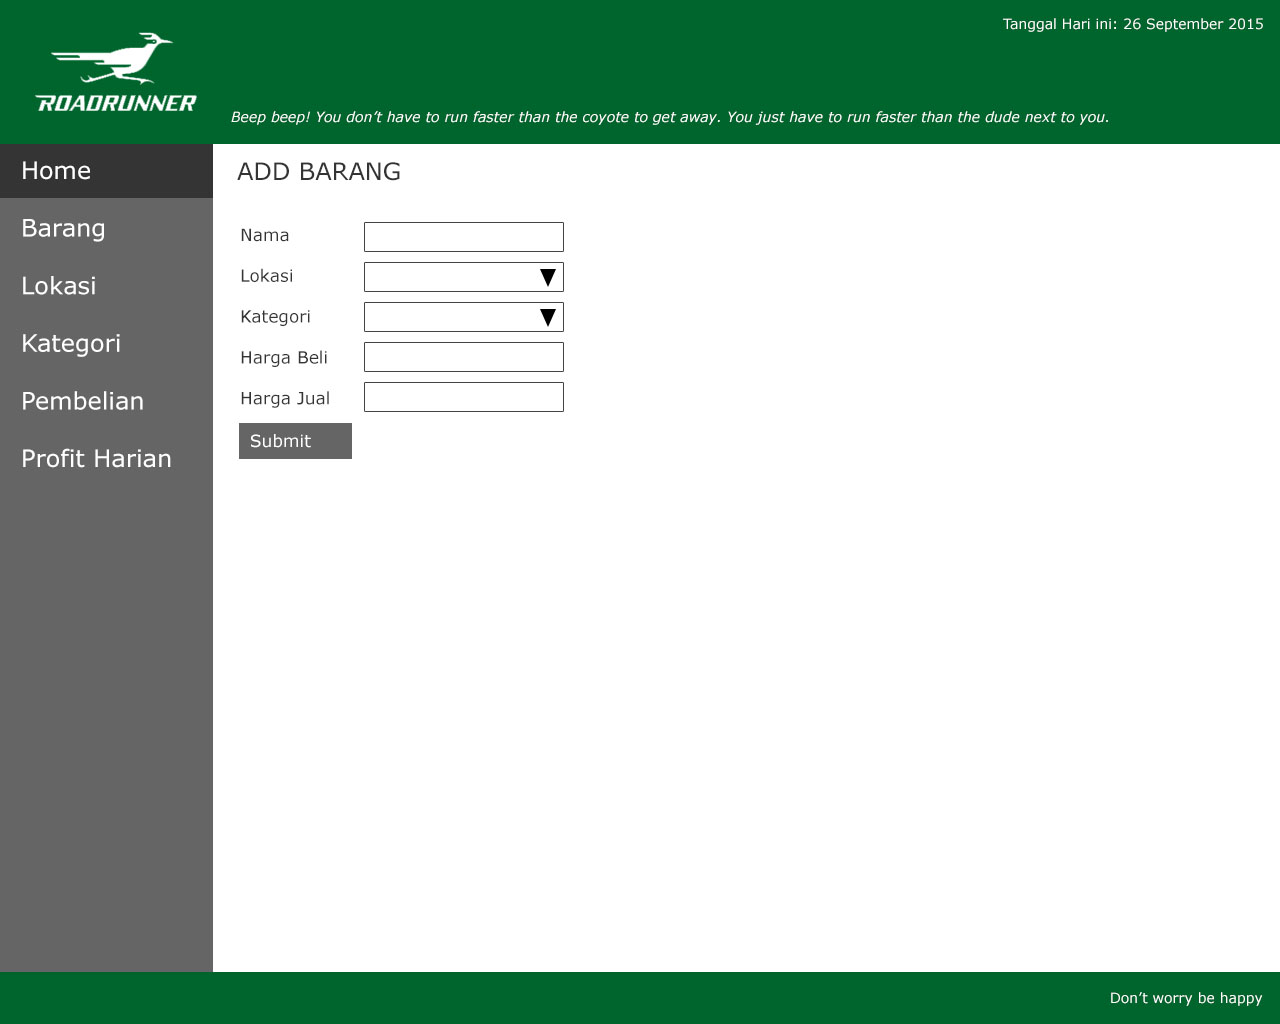 Tanggal Hari ini: 26 September 2015
ROADRUNNER
Beep beep! You don't have to run faster than the coyote to get away. You just have to run faster than the dude next to you.
Home
Barang
Lokasi
Kategori
Pembelian
Profit Harian
ADD BARANG
Nama
Lokasi
Kategori
Harga Beli
Harga Jual
Submit
Don't worry be happy